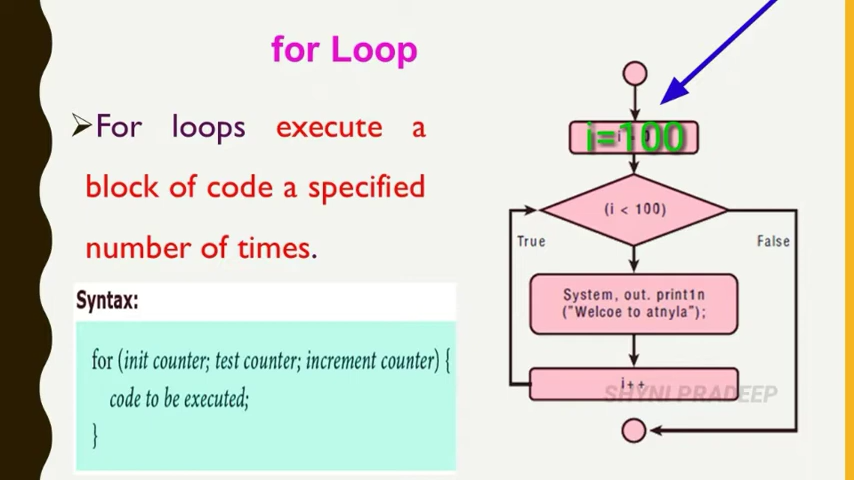 for Loop
➢For loops execute a
block of code a specified
number of times.
Syntax:
for (init counter; test counter; increment counter) {
code to be executed;
}
i=100
(i < 100)
True
False
System, out. print1n
("Welcoe to atnyla");
i++
SHYNI PRADEEP